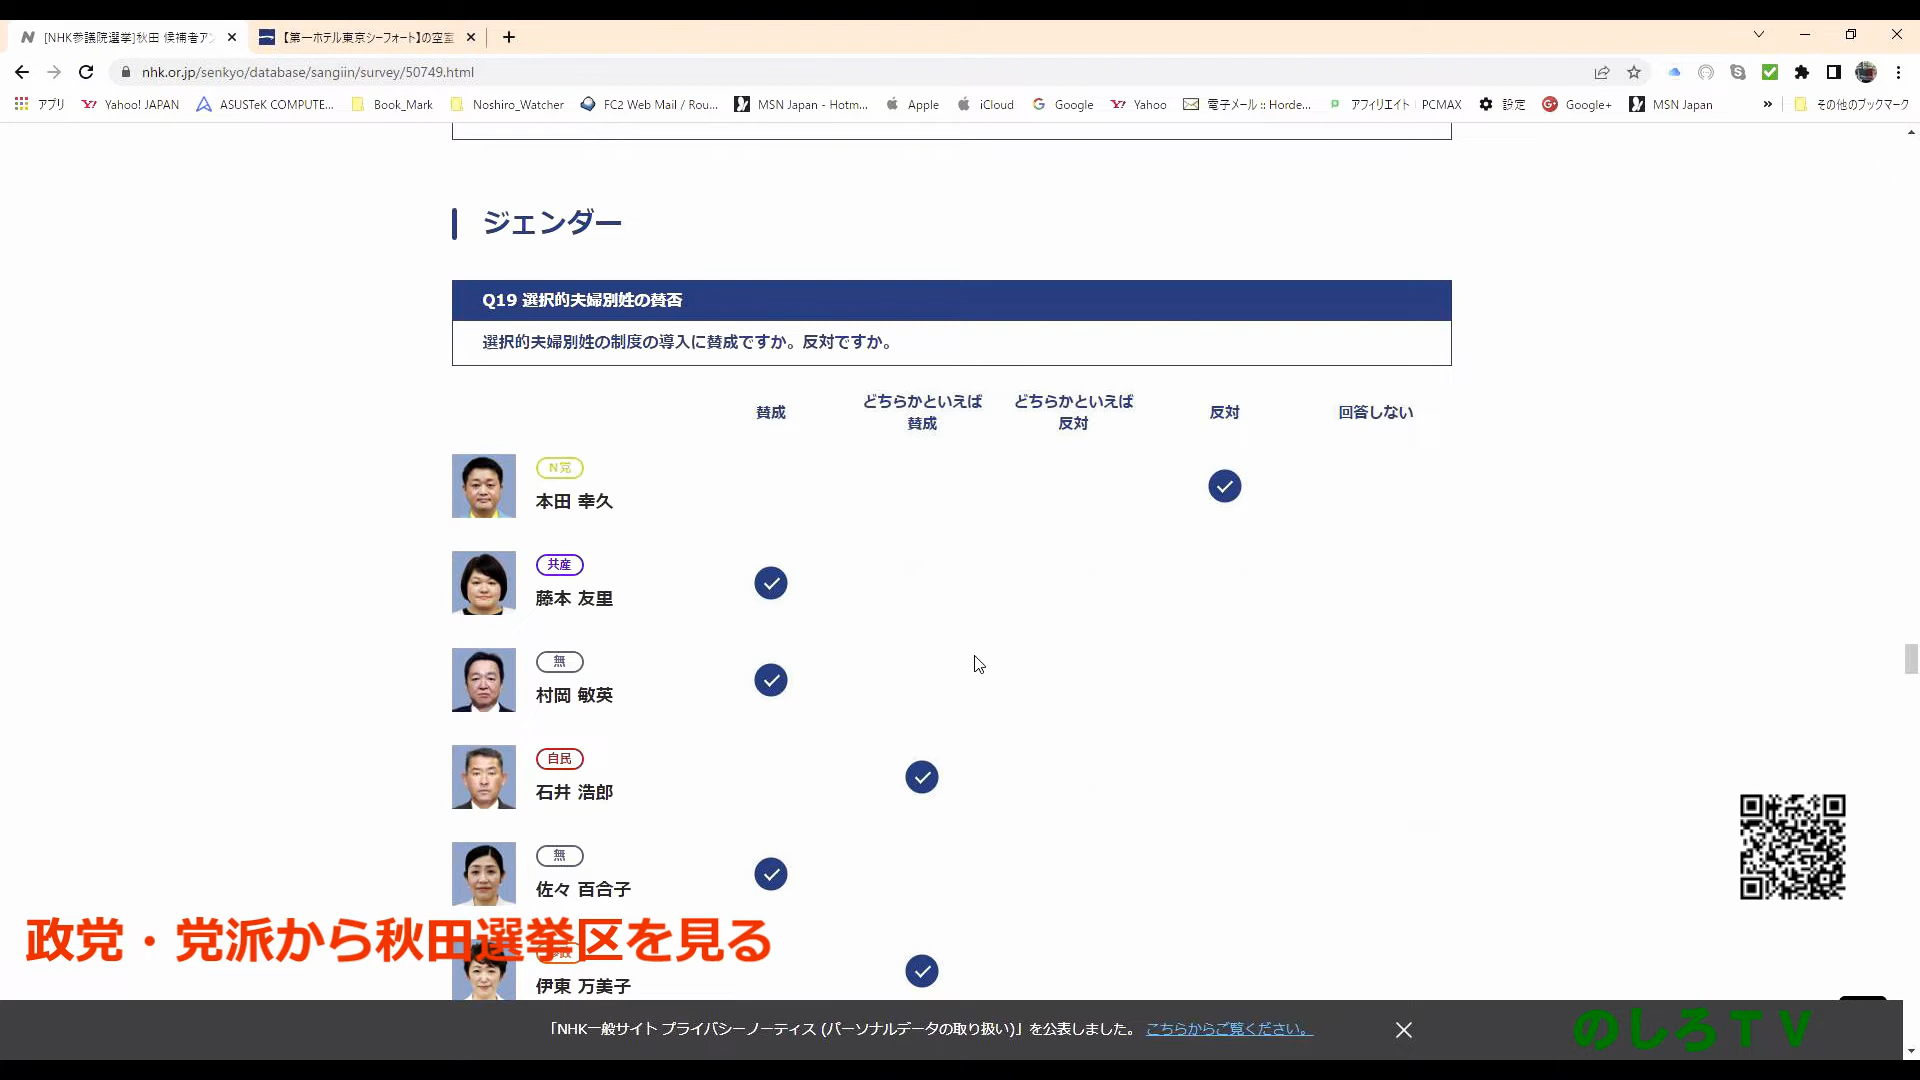 [NHK参議院選挙]秋田 候補者ア
【第一ホテル東京シーフォート】の空室
nhk.or.jp/senkyo/database/sangiin/survey/50749.html
アプリ Yahoo! JAPAN ASUSTeK COMPUTE... Book_Mark Noshiro_Watcher FC2 Web Mail / Rou... MSN Japan - Hotm... Apple iCloud Google Yahoo 電子メール :: Horde... アフィリエイト PCMAX 設定 Google+ MSN Japan » その他のブックマーク
ジェンダー
Q19 選択的夫婦別姓の賛否
選択的夫婦別姓の制度の導入に賛成ですか。反対ですか。
賛成 どちらかといえば賛成 どちらかといえば反対 反対 回答しない
N党
本田 幸久
共産
藤本 友里
無
村岡 敏英
自民
石井 浩郎
無
佐々 百合子
政党・党派から秋田選挙区を見る
伊東 万美子
「NHK一般サイト プライバシーノーティス (パーソナルデータの取り扱い)」を公表しました。 こちらからご覧ください。
のしろTV